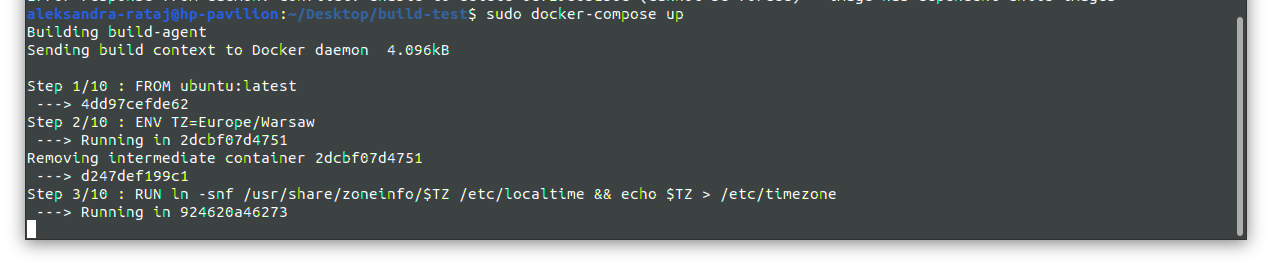 aleksandra-rataj@hp-pavilion:~/Desktop/build-test$ sudo docker-compose up
Building build-agent
Sending build context to Docker daemon  4.096kB
Step 1/10 : FROM ubuntu:latest
 ---> 4dd97cefde62
Step 2/10 : ENV TZ=Europe/Warsaw
 ---> Running in 2dcbf07d4751
Removing intermediate container 2dcbf07d4751
 ---> d247def199c1
Step 3/10 : RUN ln -snf /usr/share/zoneinfo/$TZ /etc/localtime && echo $TZ > /etc/timezone
 ---> Running in 924620a46273